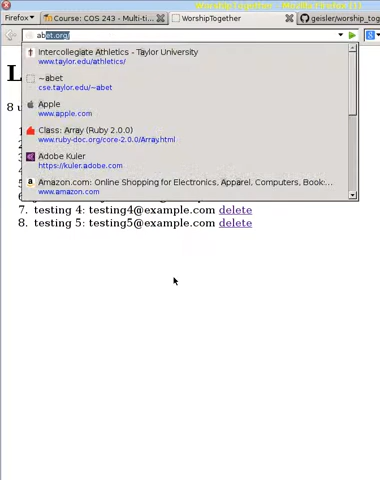 WorshipTogether - Mozilla Firefox
Firefox
Course: COS 243 - Multi-ti...
WorshipTogether
geisler/worship_tog
abet.org/
Intercollegiate Athletics - Taylor University
www.taylor.edu/athletics/
~abet
cse.taylor.edu/~abet
Apple
www.apple.com
Class: Array (Ruby 2.0.0)
www.ruby-doc.org/core-2.0.0/Array.html
Adobe Kuler
https://kuler.adobe.com
Amazon.com: Online Shopping for Electronics, Apparel, Computers, Book:...
www.amazon.com
L
8 u
7. testing 4: testing4@example.com delete
8. testing 5: testing5@example.com delete